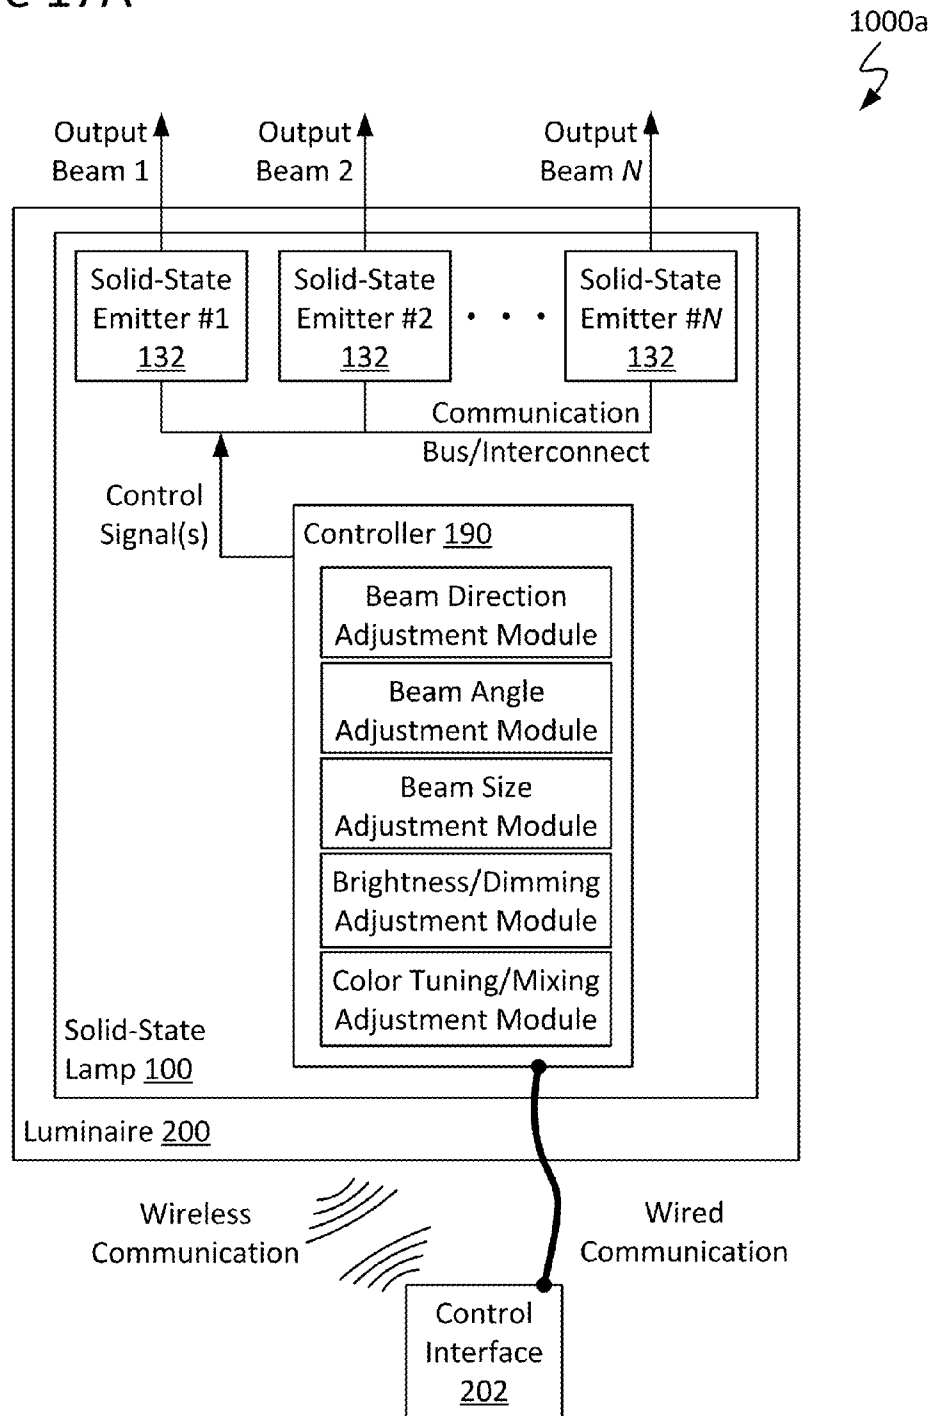 1000a
Output
Beam 1
Output
Beam 2
Output
Beam N
Solid-State
Emitter #1
132
Solid-State
Emitter #2
132
. . .
Solid-State
Emitter #N
132
Communication
Bus/Interconnect
Control
Signal(s)
Controller 190
Beam Direction
Adjustment Module
Beam Angle
Adjustment Module
Beam Size
Adjustment Module
Brightness/Dimming
Adjustment Module
Color Tuning/Mixing
Adjustment Module
Solid-State
Lamp 100
Luminaire 200
Wireless
Communication
Wired
Communication
Control
Interface
202